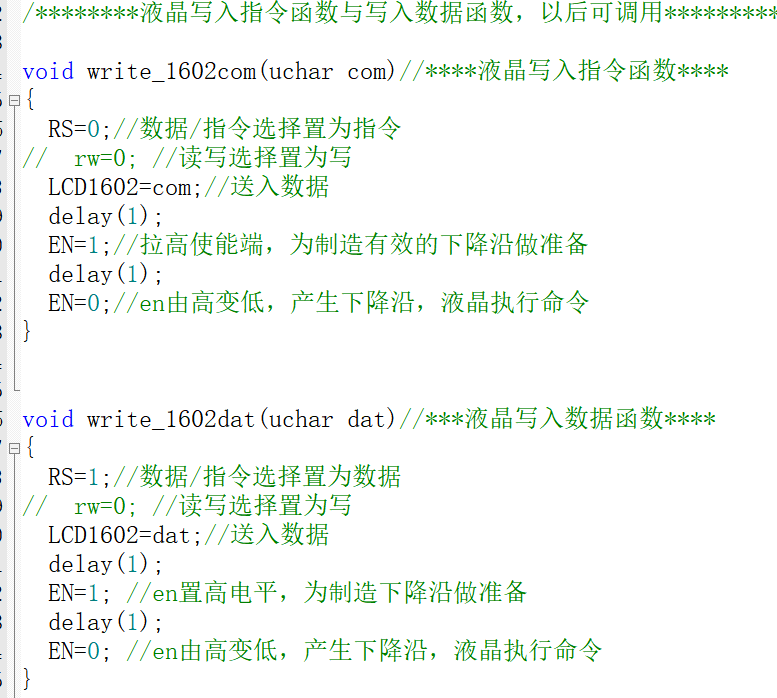 /********液晶写入指令函数与写入数据函数，以后可调用*********
void write_1602com(uchar com)//****液晶写入指令函数****
{
RS=0;//数据/指令选择置为指令
//  rw=0; //读写选择置为写
LCD1602=com;//送入数据
delay(1);
EN=1;//拉高使能端，为制造有效的下降沿做准备
delay(1);
EN=0;//en由高变低，产生下降沿，液晶执行命令
}
void write_1602dat(uchar dat)//***液晶写入数据函数****
{
RS=1;//数据/指令选择置为数据
//  rw=0; //读写选择置为写
LCD1602=dat;//送入数据
delay(1);
EN=1; //en置高电平，为制造下降沿做准备
delay(1);
EN=0; //en由高变低，产生下降沿，液晶执行命令
}